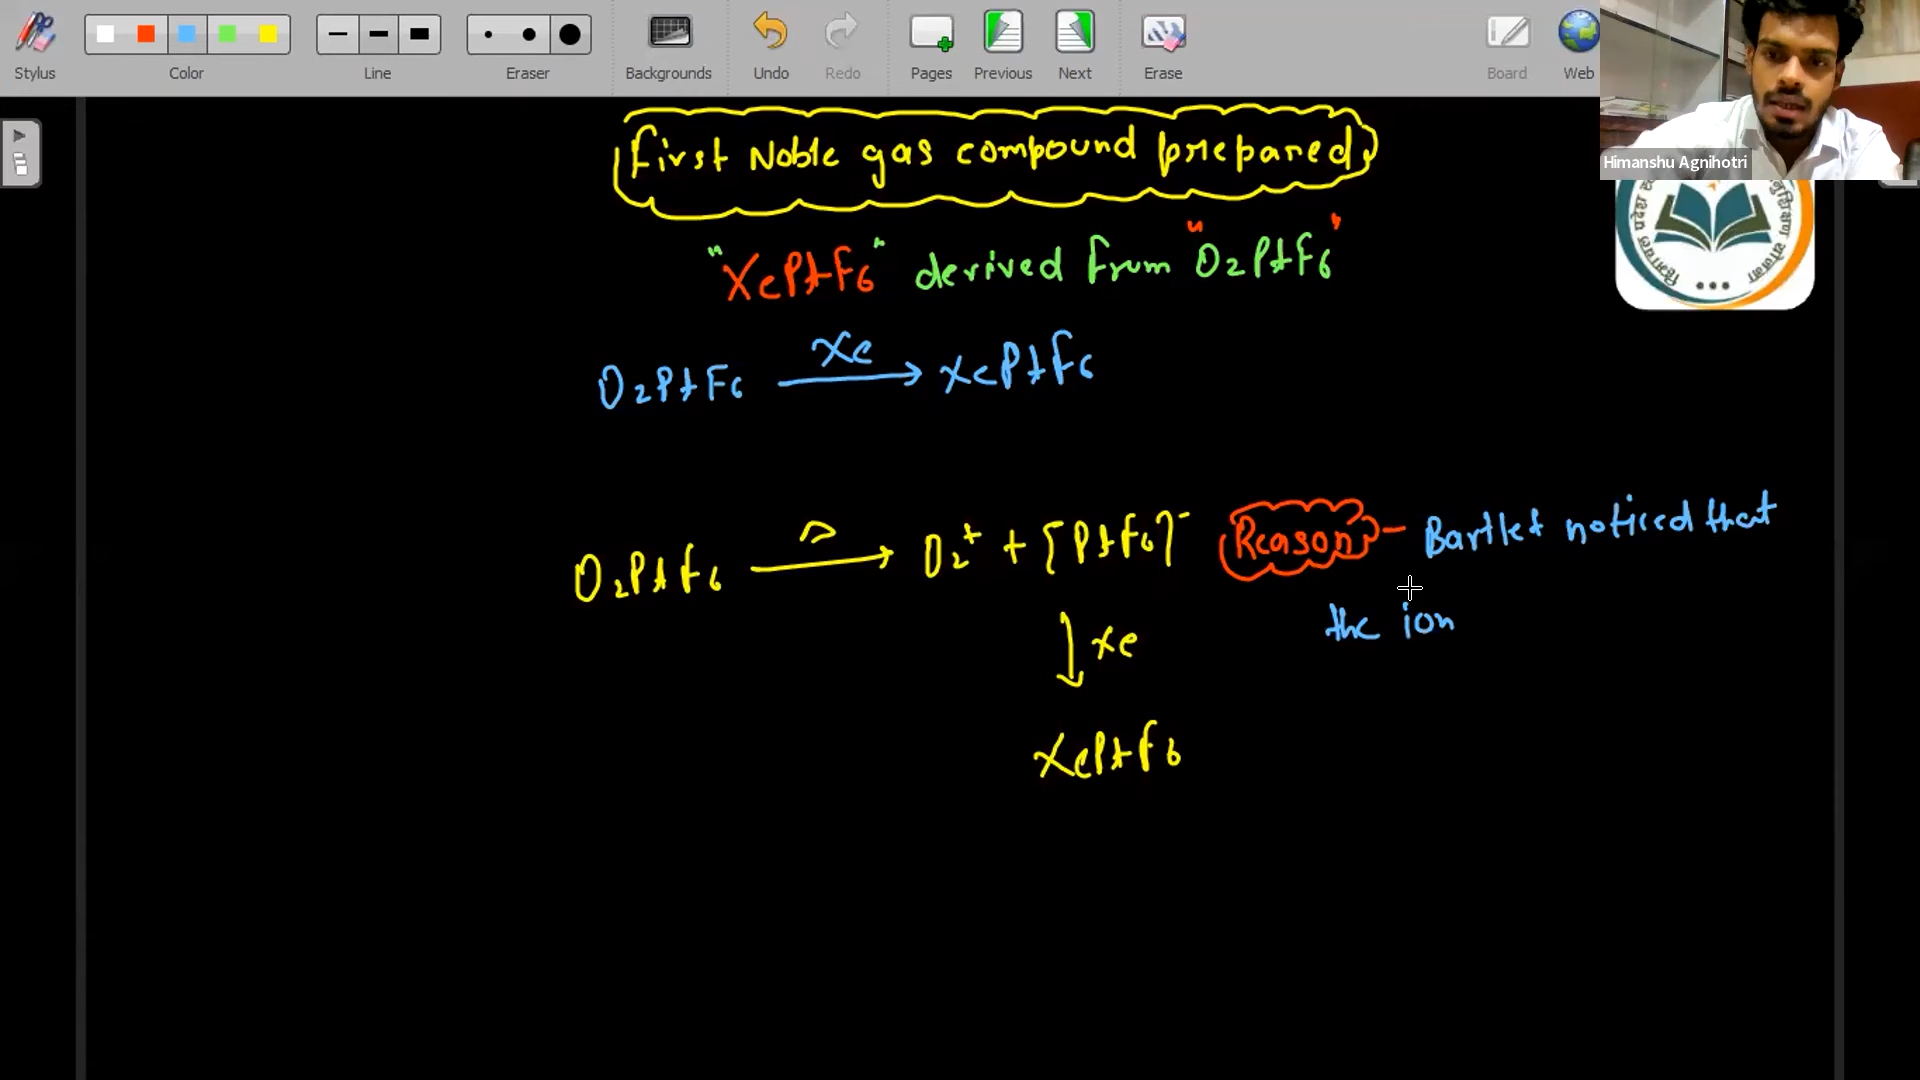 Stylus Color Line Eraser Backgrounds Undo Redo Pages Previous Next Erase Board Web
Himanshu Agnihotri
First Noble gas compound prepared
"XePtF6" derived from "O2PtF6"
O2PtF6 Xe → XePtF6
O2PtF6 Δ → O2+ + [PtF6]- Reason - Bartlet noticed that
the ion
↓ Xe
XePtF6